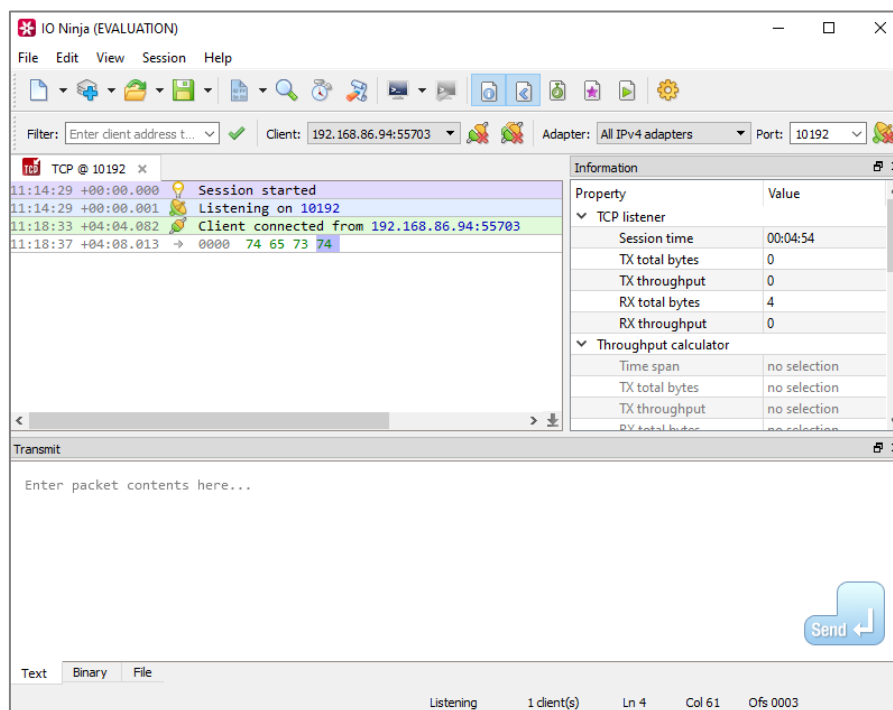 IO Ninja (EVALUATION)
File Edit View Session Help
Filter: Enter client address t... Client: 192.168.86.94:55703 Adapter: All IPv4 adapters Port: 10192
TCP TCP @ 10192
Information
11:14:29 +00:00.000 Session started
11:14:29 +00:00.001 Listening on 10192
11:18:33 +04:04.082 Client connected from 192.168.86.94:55703
11:18:37 +04:08.013 → 0000 74 65 73 74
Property Value
TCP listener
Session time 00:04:54
TX total bytes 0
TX throughput 0
RX total bytes 4
RX throughput 0
Throughput calculator
Time span no selection
TX total bytes no selection
TX throughput no selection
RX total bytes no selection
Transmit
Enter packet contents here...
Send
Text Binary File
Listening 1 client(s) Ln 4 Col 61 Ofs 0003